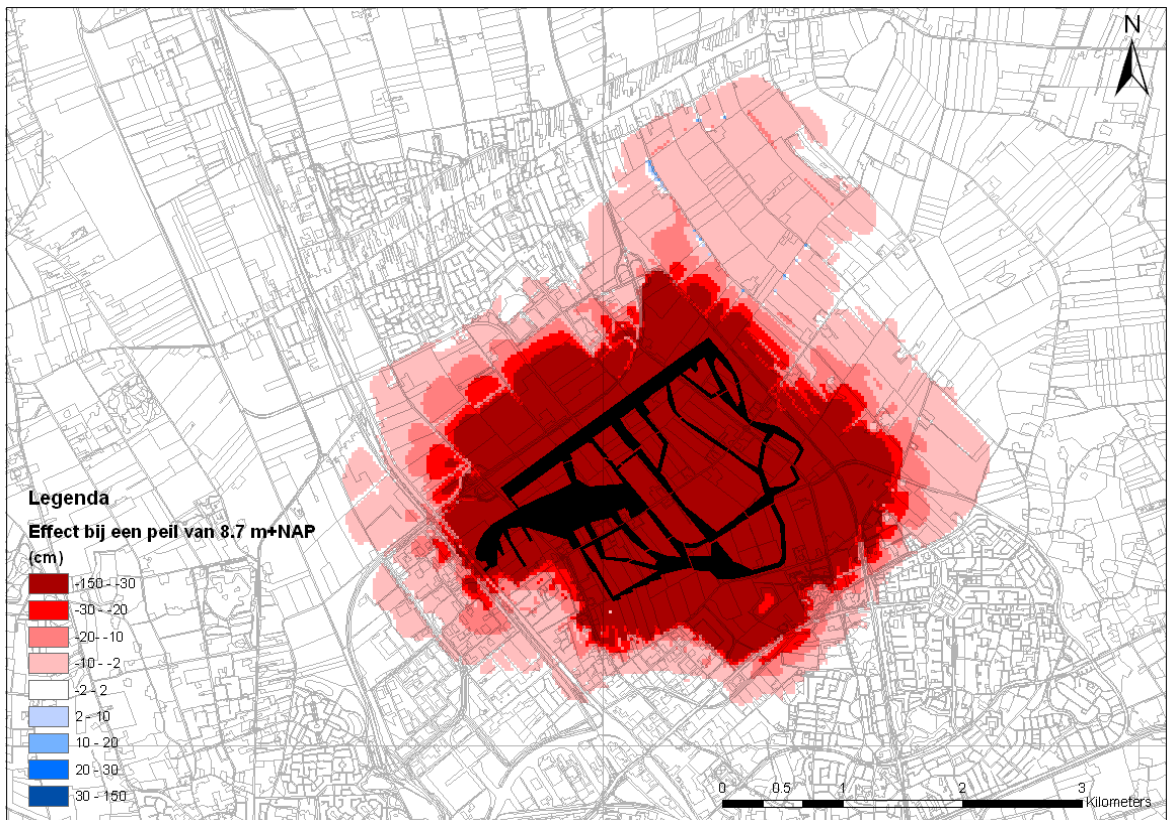 N
Legenda
Effect bij een peil van 8.7 m+NAP
(cm)
-150 - -30
-30 - -20
-20 - -10
-10 - -2
-2 - 2
2 - 10
10 - 20
20 - 30
30 - 150
0 0.5 1 2 3
Kilometers